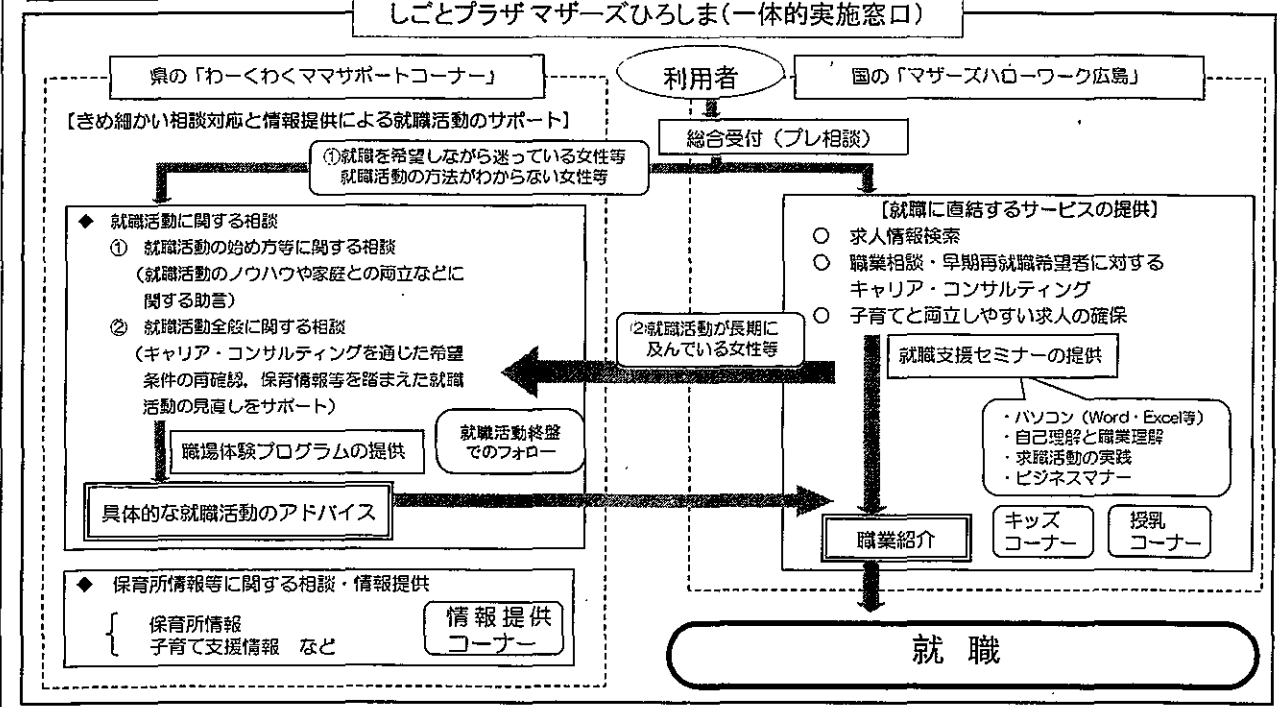 しごとプラザ マザーズひろしま(一体的実施窓口)
県の「わーくわくママサポートコーナー」
利用者
国の「マザーズハローワーク広島」
【きめ細かい相談対応と情報提供による就職活動のサポート】
総合受付（プレ相談）
①就職を希望しながら迷っている女性等
就職活動の方法がわからない女性等
◆ 就職活動に関する相談
① 就職活動の始め方等に関する相談
（就職活動のノウハウや家庭との両立などに
関する助言）
② 就職活動全般に関する相談
（キャリア・コンサルティングを通じた希望
条件の再確認，保育情報等を踏まえた就職
活動の見直しをサポート）
職場体験プログラムの提供
就職活動終盤
でのフォロー
具体的な就職活動のアドバイス
②就職活動が長期に
及んでいる女性等
【就職に直結するサービスの提供】
○ 求人情報検索
○ 職業相談・早期再就職希望者に対する
キャリア・コンサルティング
○ 子育てと両立しやすい求人の確保
就職支援セミナーの提供
・パソコン（Word・Excel等）
・自己理解と職業理解
・求職活動の実践
・ビジネスマナー
職業紹介
キッズ
コーナー
授乳
コーナー
◆ 保育所情報等に関する相談・情報提供
保育所情報
子育て支援情報 など
情報提供
コーナー
就 職